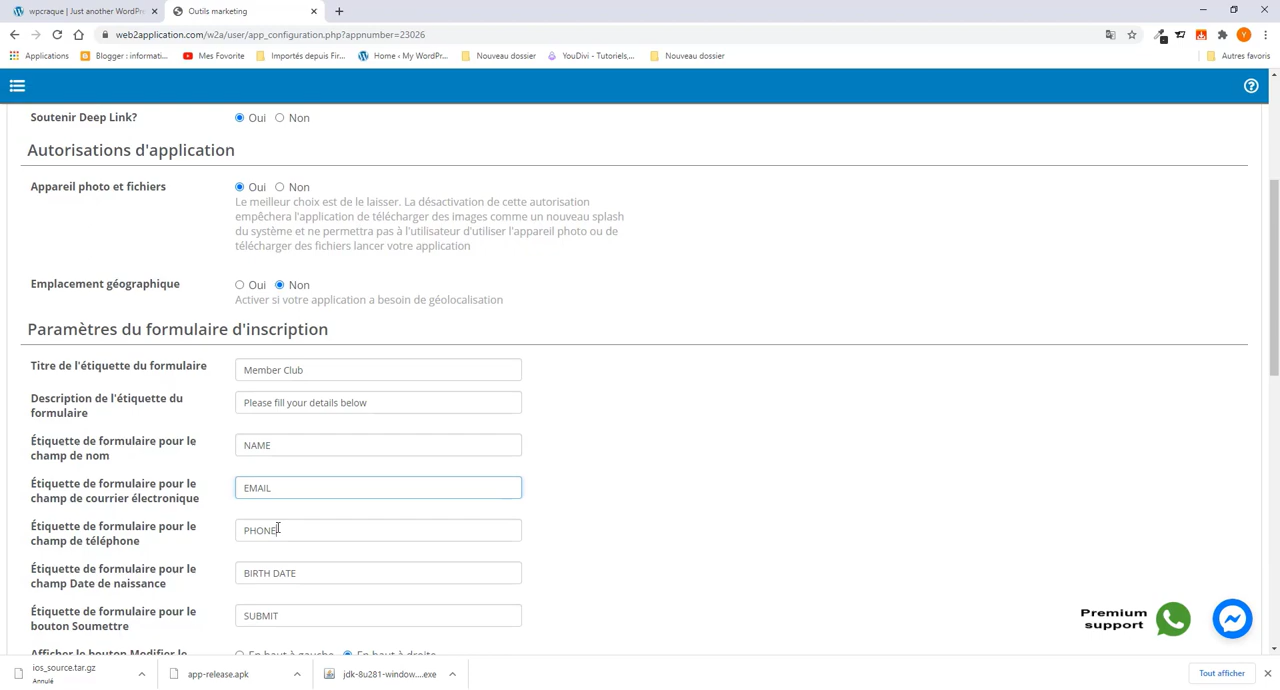 wpcraque | Just another WordPr
Outils marketing
web2application.com/w2a/user/app_configuration.php?appnumber=23026
Y
Applications
Blogger : informati...
Mes Favorite
Importés depuis Fir...
Home ‹ My WordPr...
Nouveau dossier
YouDivi - Tutoriels,...
Nouveau dossier
Autres favoris
Soutenir Deep Link?
Oui Non
Autorisations d'application
Appareil photo et fichiers
Oui Non
Le meilleur choix est de le laisser. La désactivation de cette autorisation
empêchera l'application de télécharger des images comme un nouveau splash
du système et ne permettra pas à l'utilisateur d'utiliser l'appareil photo ou de
télécharger des fichiers lancer votre application
Emplacement géographique
Oui Non
Activer si votre application a besoin de géolocalisation
Paramètres du formulaire d'inscription
Titre de l'étiquette du formulaire
Member Club
Description de l'étiquette du
formulaire
Please fill your details below
Étiquette de formulaire pour le
champ de nom
NAME
Étiquette de formulaire pour le
champ de courrier électronique
EMAIL
Étiquette de formulaire pour le
champ de téléphone
PHONE
Étiquette de formulaire pour le
champ Date de naissance
BIRTH DATE
Étiquette de formulaire pour le
bouton Soumettre
SUBMIT
Premium
support
Afficher le bouton Modifier le
En haut à gauche En haut à droite
ios_source.tar.gz
Annulé
app-release.apk
jdk-8u281-window....exe
Tout afficher